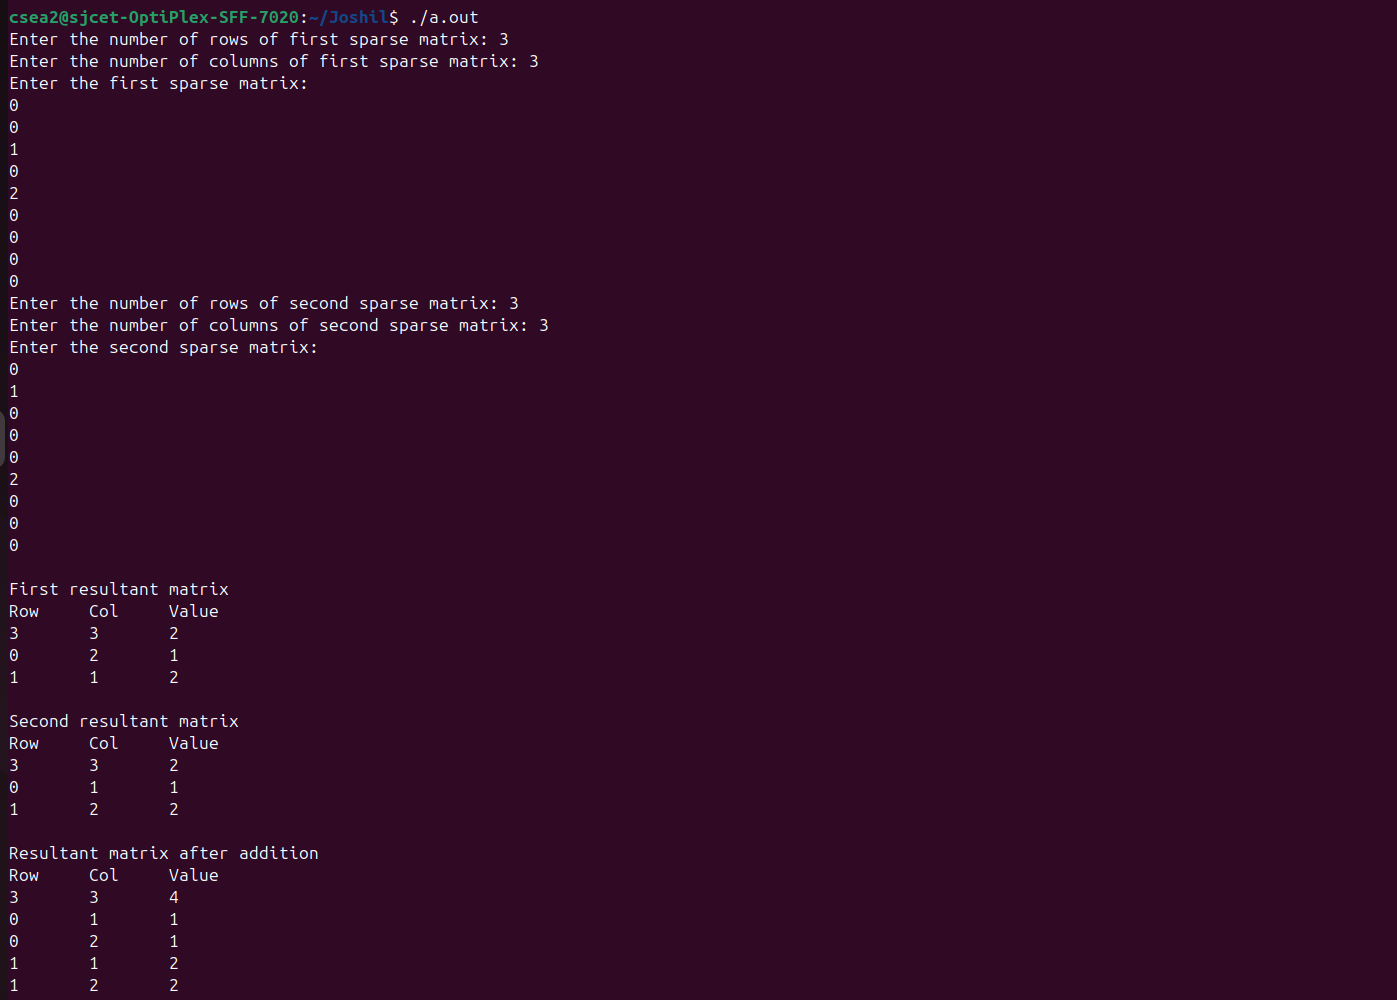 csea2@sjcet-OptiPlex-SFF-7020:~/Joshil$ ./a.out
Enter the number of rows of first sparse matrix: 3
Enter the number of columns of first sparse matrix: 3
Enter the first sparse matrix:
0
0
1
0
2
0
0
0
0
Enter the number of rows of second sparse matrix: 3
Enter the number of columns of second sparse matrix: 3
Enter the second sparse matrix:
0
1
0
0
0
2
0
0
0
First resultant matrix
Row Col Value
3 3 2
0 2 1
1 1 2
Second resultant matrix
Row Col Value
3 3 2
0 1 1
1 2 2
Resultant matrix after addition
Row Col Value
3 3 4
0 1 1
0 2 1
1 1 2
1 2 2